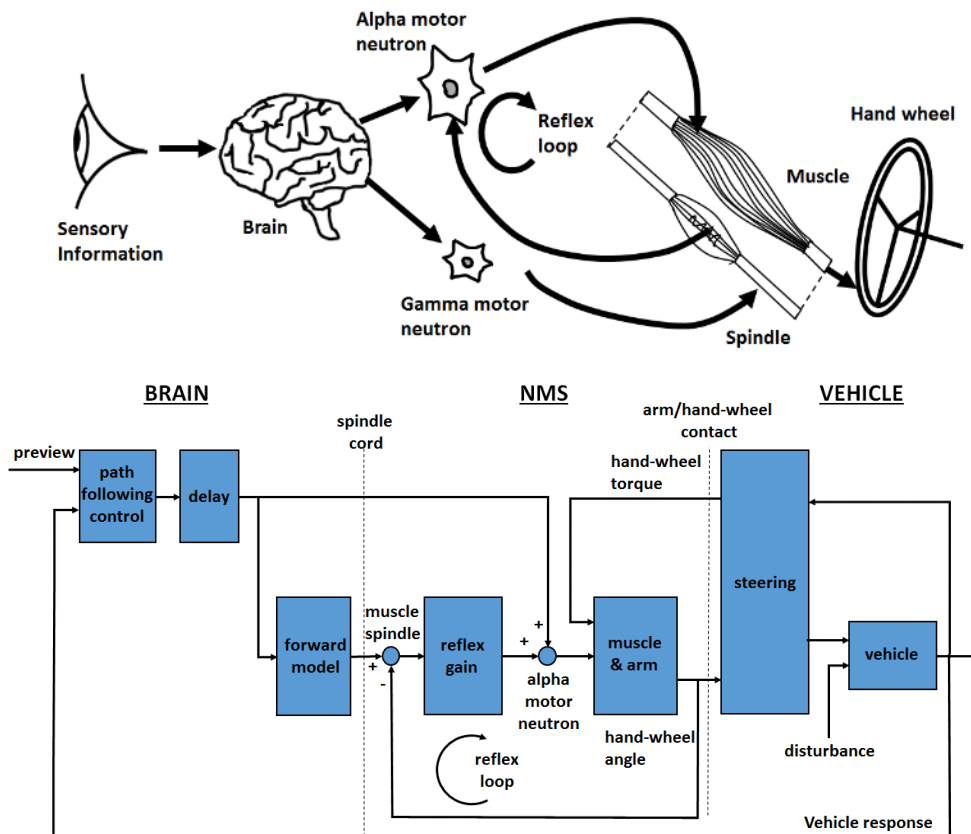 Alpha motor
neutron
Reflex
loop
Hand wheel
Muscle
Sensory
Information
Brain
Gamma motor
neutron
Spindle
BRAIN
NMS
VEHICLE
spindle
cord
arm/hand-wheel
contact
preview
path
following
control
delay
hand-wheel
torque
steering
forward
model
muscle
spindle
+
-
reflex
gain
+
+
alpha
motor
neutron
muscle
& arm
vehicle
hand-wheel
angle
disturbance
reflex
loop
Vehicle response